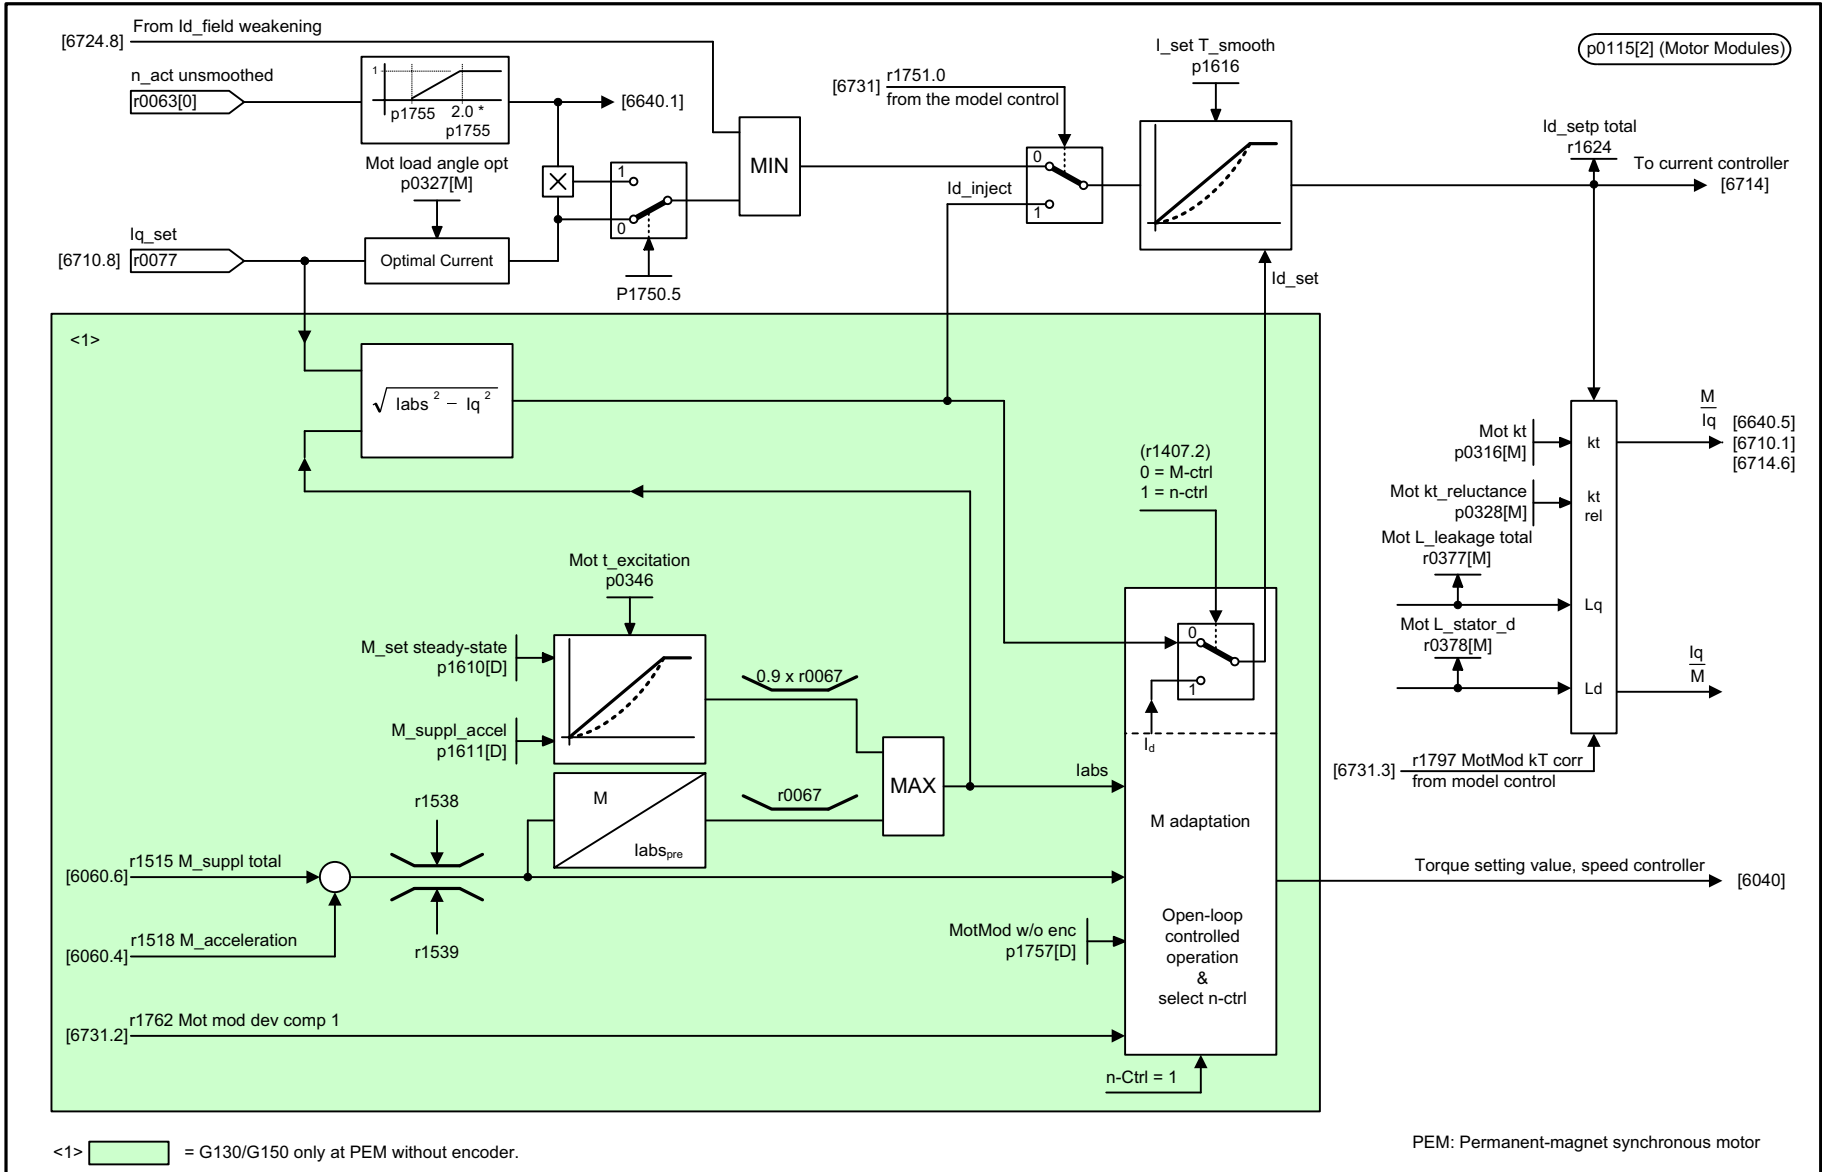 From Id_field weakening
[6724.8]
n_act unsmoothed
r0063[0]
1
p1755
2.0 *
p1755
[6640.1]
Mot load angle opt
p0327[M]
Iq_set
[6710.8]
r0077
Optimal Current
1
0
P1750.5
MIN
[6731]
r1751.0
from the model control
Id_inject
0
1
I_set T_smooth
p1616
Id_set
p0115[2] (Motor Modules)
Id_setp total
r1624
To current controller
[6714]
<1>
√ Iabs ² – Iq ²
(r1407.2)
0 = M-ctrl
1 = n-ctrl
Mot t_excitation
p0346
M_set steady-state
p1610[D]
M_suppl_accel
p1611[D]
0.9 x r0067
r0067
M
Iabspre
MAX
Iabs
0
1
Id
M adaptation
Open-loop
controlled
operation
&
select n-ctrl
r1538
r1539
[6060.6]
r1515 M_suppl total
[6060.4]
r1518 M_acceleration
MotMod w/o enc
p1757[D]
[6731.2]
r1762 Mot mod dev comp 1
n-Ctrl = 1
Mot kt
p0316[M]
Mot kt_reluctance
p0328[M]
Mot L_leakage total
r0377[M]
Mot L_stator_d
r0378[M]
kt
kt
rel
Lq
Ld
M
Iq
[6640.5]
[6710.1]
[6714.6]
Iq
M
[6731.3]
r1797 MotMod kT corr
from model control
Torque setting value, speed controller
[6040]
<1>
= G130/G150 only at PEM without encoder.
PEM: Permanent-magnet synchronous motor